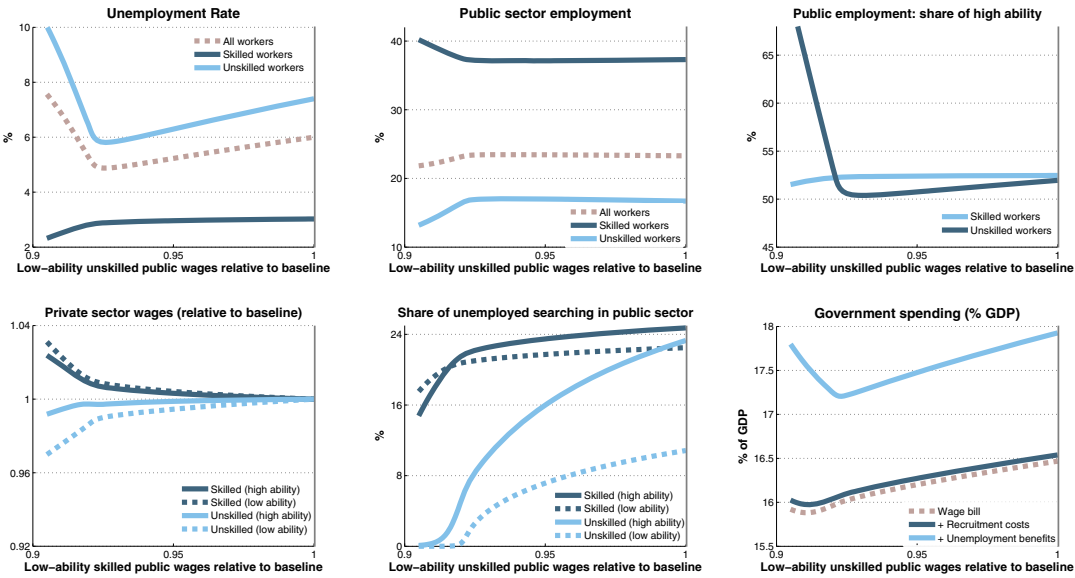 Unemployment Rate
10
8
6
4
2
%
All workers
Skilled workers
Unskilled workers
0.9
0.95
1
Low-ability unskilled public wages relative to baseline
Public sector employment
40
30
20
10
%
All workers
Skilled workers
Unskilled workers
0.9
0.95
1
Low-ability unskilled public wages relative to baseline
Public employment: share of high ability
65
60
55
50
45
%
Skilled workers
Unskilled workers
0.9
0.95
1
Low-ability unskilled public wages relative to baseline
Private sector wages (relative to baseline)
1.04
1
0.96
0.92
Skilled (high ability)
Skilled (low ability)
Unskilled (high ability)
Unskilled (low ability)
0.9
0.95
1
Low-ability skilled public wages relative to baseline
Share of unemployed searching in public sector
24
16
8
0
%
Skilled (high ability)
Skilled (low ability)
Unskilled (high ability)
Unskilled (low ability)
0.9
0.95
1
Low-ability unskilled public wages relative to baseline
Government spending (% GDP)
18
17.5
17
16.5
16
15.5
% of GDP
Wage bill
+ Recruitment costs
+ Unemployment benefits
0.9
0.95
1
Low-ability unskilled public wages relative to baseline